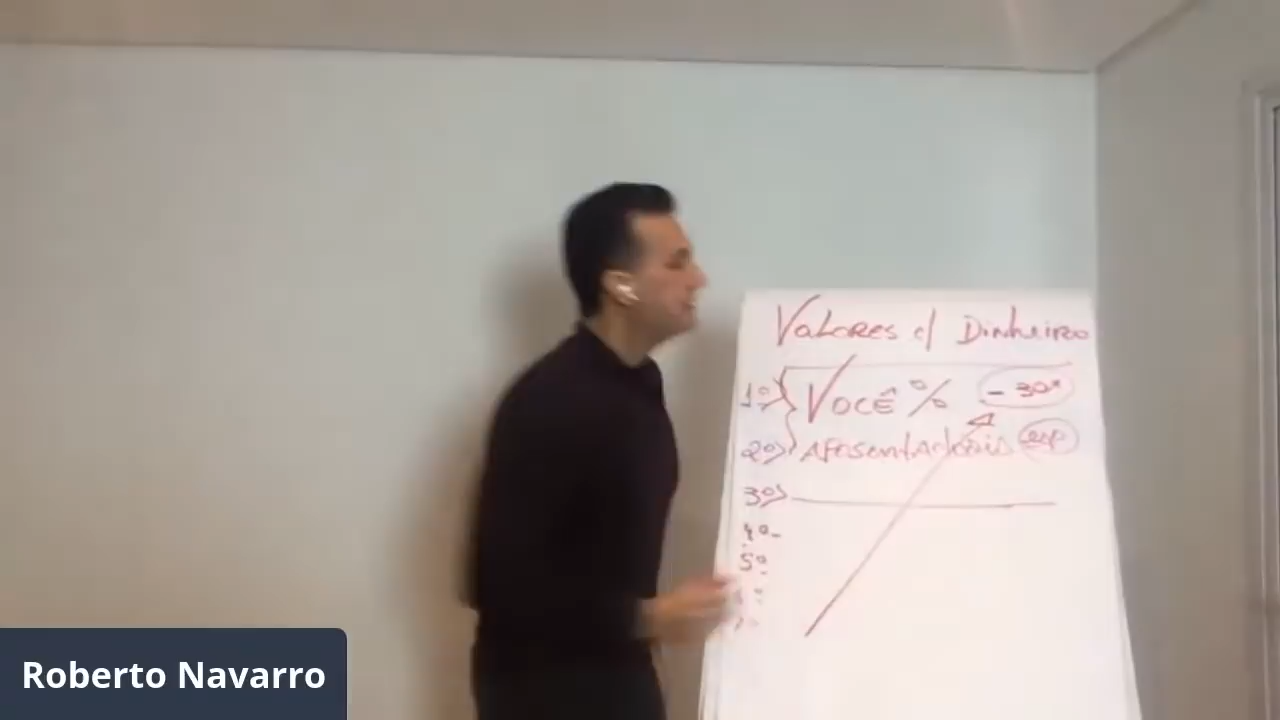 Valores c/ Dinheiro
1º) Você % - 30%
2º) Aposentadoria
3º)
4º-
5º
Roberto Navarro